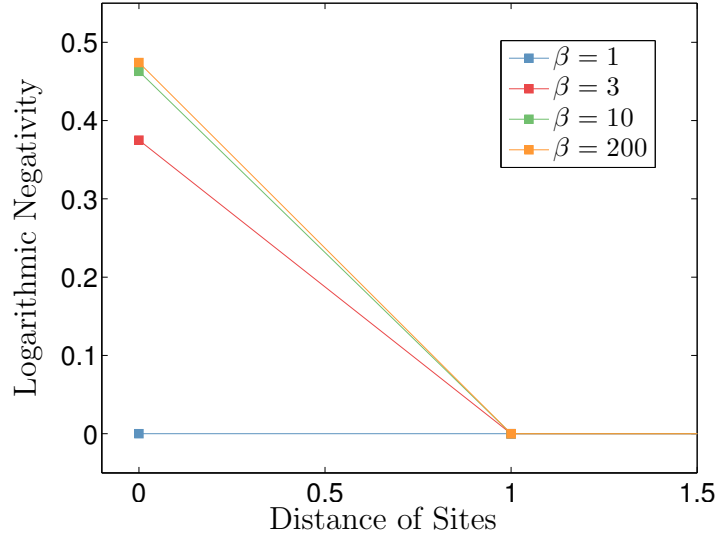 0.5
0.4
0.3
0.2
0.1
0
Logarithmic Negativity
β = 1
β = 3
β = 10
β = 200
0 0.5 1 1.5
Distance of Sites